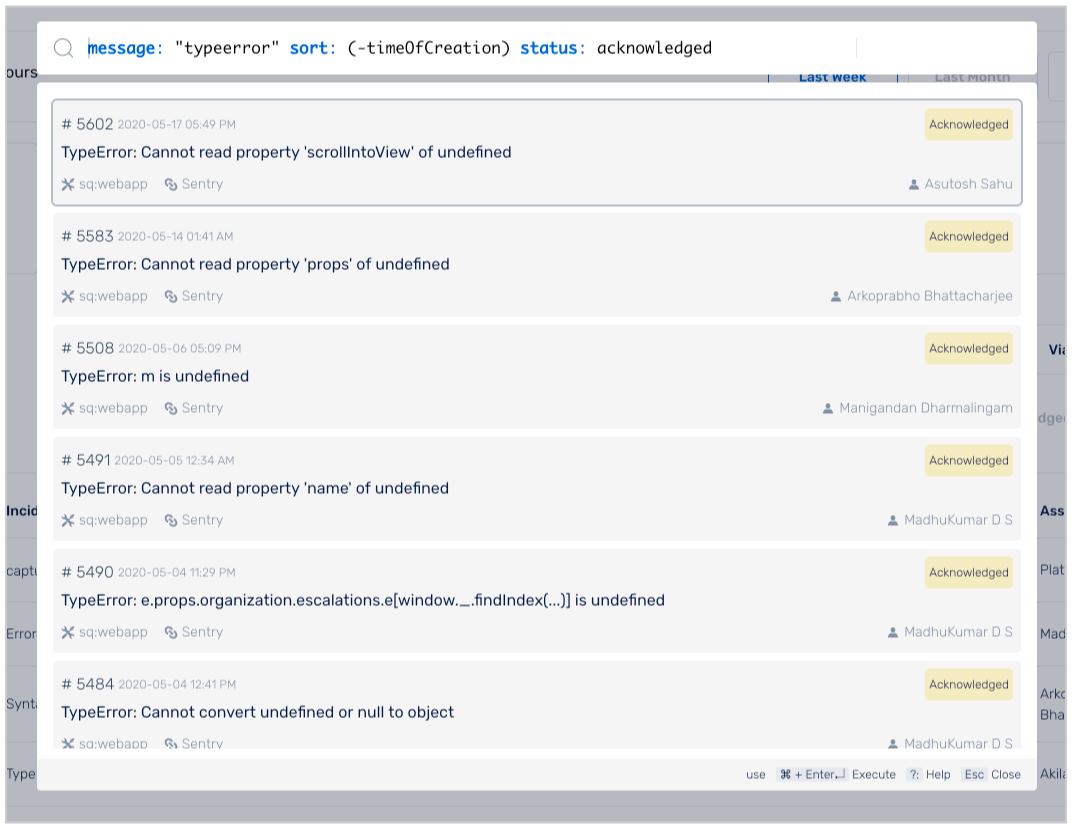 message: "typeerror" sort: (-timeOfCreation) status: acknowledged
ours
Last Week Last Month
# 5602 2020-05-17 05:49 PM Acknowledged
TypeError: Cannot read property 'scrollIntoView' of undefined
sq:webapp Sentry Asutosh Sahu
# 5583 2020-05-14 01:41 AM Acknowledged
TypeError: Cannot read property 'props' of undefined
sq:webapp Sentry Arkoprabho Bhattacharjee
# 5508 2020-05-06 05:09 PM Acknowledged
Via
TypeError: m is undefined
sq:webapp Sentry Manigandan Dharmalingam
dge
# 5491 2020-05-05 12:34 AM Acknowledged
TypeError: Cannot read property 'name' of undefined
Incid Ass
sq:webapp Sentry MadhuKumar D S
# 5490 2020-05-04 11:29 PM Acknowledged
captu Plat
TypeError: e.props.organization.escalations.e[window._.findIndex(...)] is undefined
sq:webapp Sentry MadhuKumar D S
Error Mad
# 5484 2020-05-04 12:41 PM Acknowledged
Synta Arko
TypeError: Cannot convert undefined or null to object
Bha
sq:webapp Sentry MadhuKumar D S
Type use ⌘ + Enter↵ Execute ?: Help Esc Close Akila